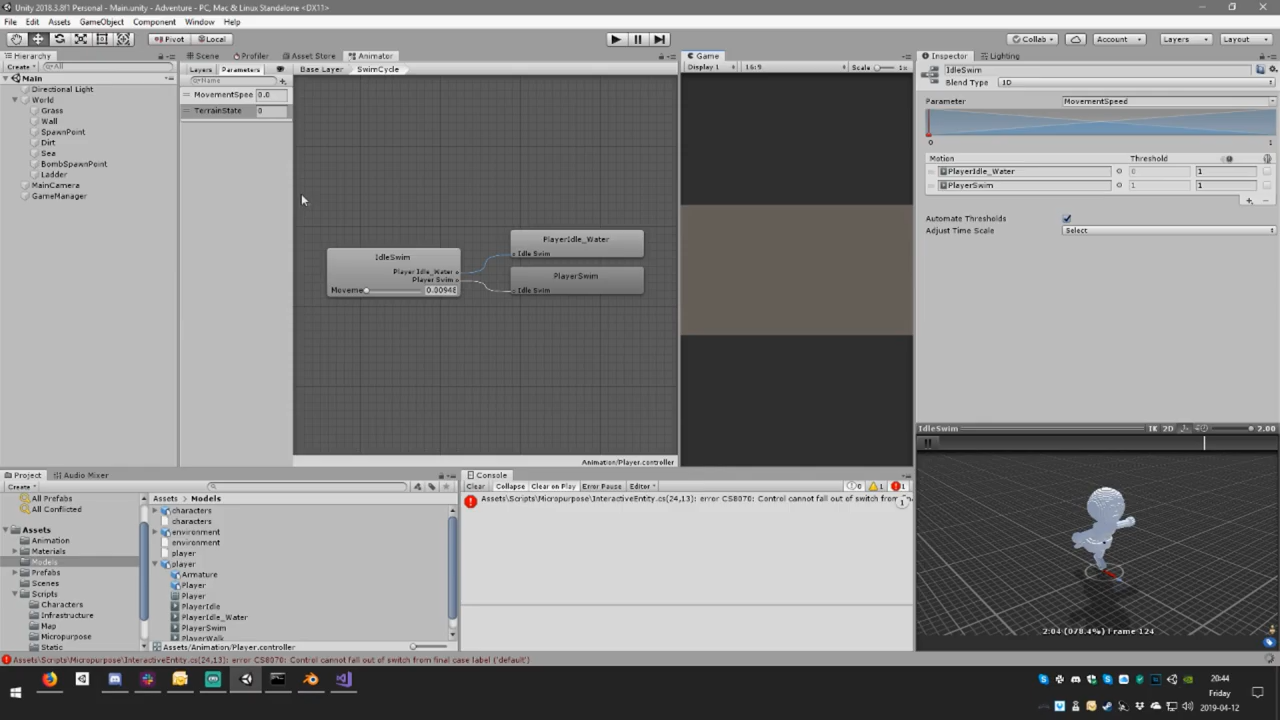 Unity 2018.3.8f1 Personal - Main.unity - Adventure - PC, Mac & Linux Standalone <DX11>
File Edit Assets GameObject Component Window Help
Pivot Local
Collab Account Layers Layout
Hierarchy
Create All
Main
Directional Light
World
Grass
Wall
SpawnPoint
Dirt
Sea
BombSpawnPoint
Ladder
MainCamera
GameManager
Scene Profiler Asset Store Animator
Layers Parameters
Base Layer SwimCycle
Name
MovementSpee 0.0
TerrainState 0
IdleSwim
Player Idle_Water
Player Swim
Moveme 0.00948
PlayerIdle_Water
Idle Swim
PlayerSwim
Idle Swim
Animation/Player.controller
Game
Display 1 16:9 Scale 1x
Inspector Lighting
IdleSwim
Blend Type 1D
Parameter MovementSpeed
0 1
Motion Threshold
PlayerIdle_Water 0 1
PlayerSwim 1 1
Automate Thresholds
Adjust Time Scale Select
IdleSwim IK 2D 2.00
2:04 (078.4%) Frame 124
Project Audio Mixer
Create
All Prefabs
All Conflicted
Assets
Animation
Materials
Models
Prefabs
Scenes
Scripts
Characters
Infrastructure
Map
Micropurpose
Static
Assets Models
characters
characters
environment
environment
player
player
Armature
Player
Player
PlayerIdle
PlayerIdle_Water
PlayerSwim
PlayerWalk
Assets/Animation/Player.controller
Console
Clear Collapse Clear on Play Error Pause Editor 0 1 1
Assets\Scripts\Micropurpose\InteractiveEntity.cs(24,13): error CS8070: Control cannot fall out of switch from
1
Assets\Scripts\Micropurpose\InteractiveEntity.cs(24,13): error CS8070: Control cannot fall out of switch from final case label ('default')
20:44
Friday
2019-04-12